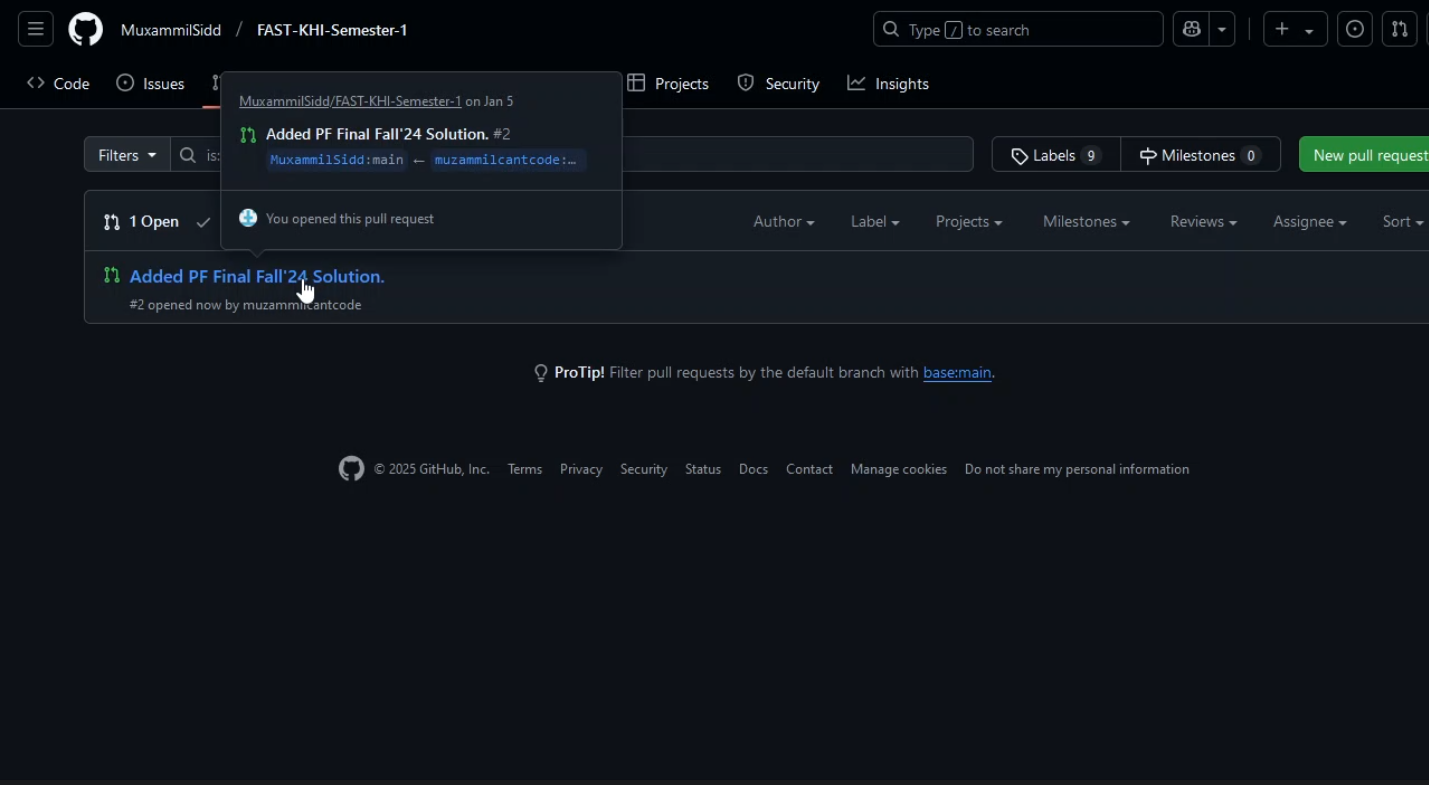 MuxammilSidd / FAST-KHI-Semester-1
Type / to search
Code
Issues
Projects
Security
Insights
MuxammilSidd/FAST-KHI-Semester-1 on Jan 5
Added PF Final Fall'24 Solution. #2
MuxammilSidd:main ← muzammilcantcode:…
You opened this pull request
Filters
is:
Labels 9
Milestones 0
New pull request
1 Open
Author
Label
Projects
Milestones
Reviews
Assignee
Sort
Added PF Final Fall'24 Solution.
#2 opened now by muzammilcantcode
ProTip! Filter pull requests by the default branch with base:main.
© 2025 GitHub, Inc.
Terms
Privacy
Security
Status
Docs
Contact
Manage cookies
Do not share my personal information